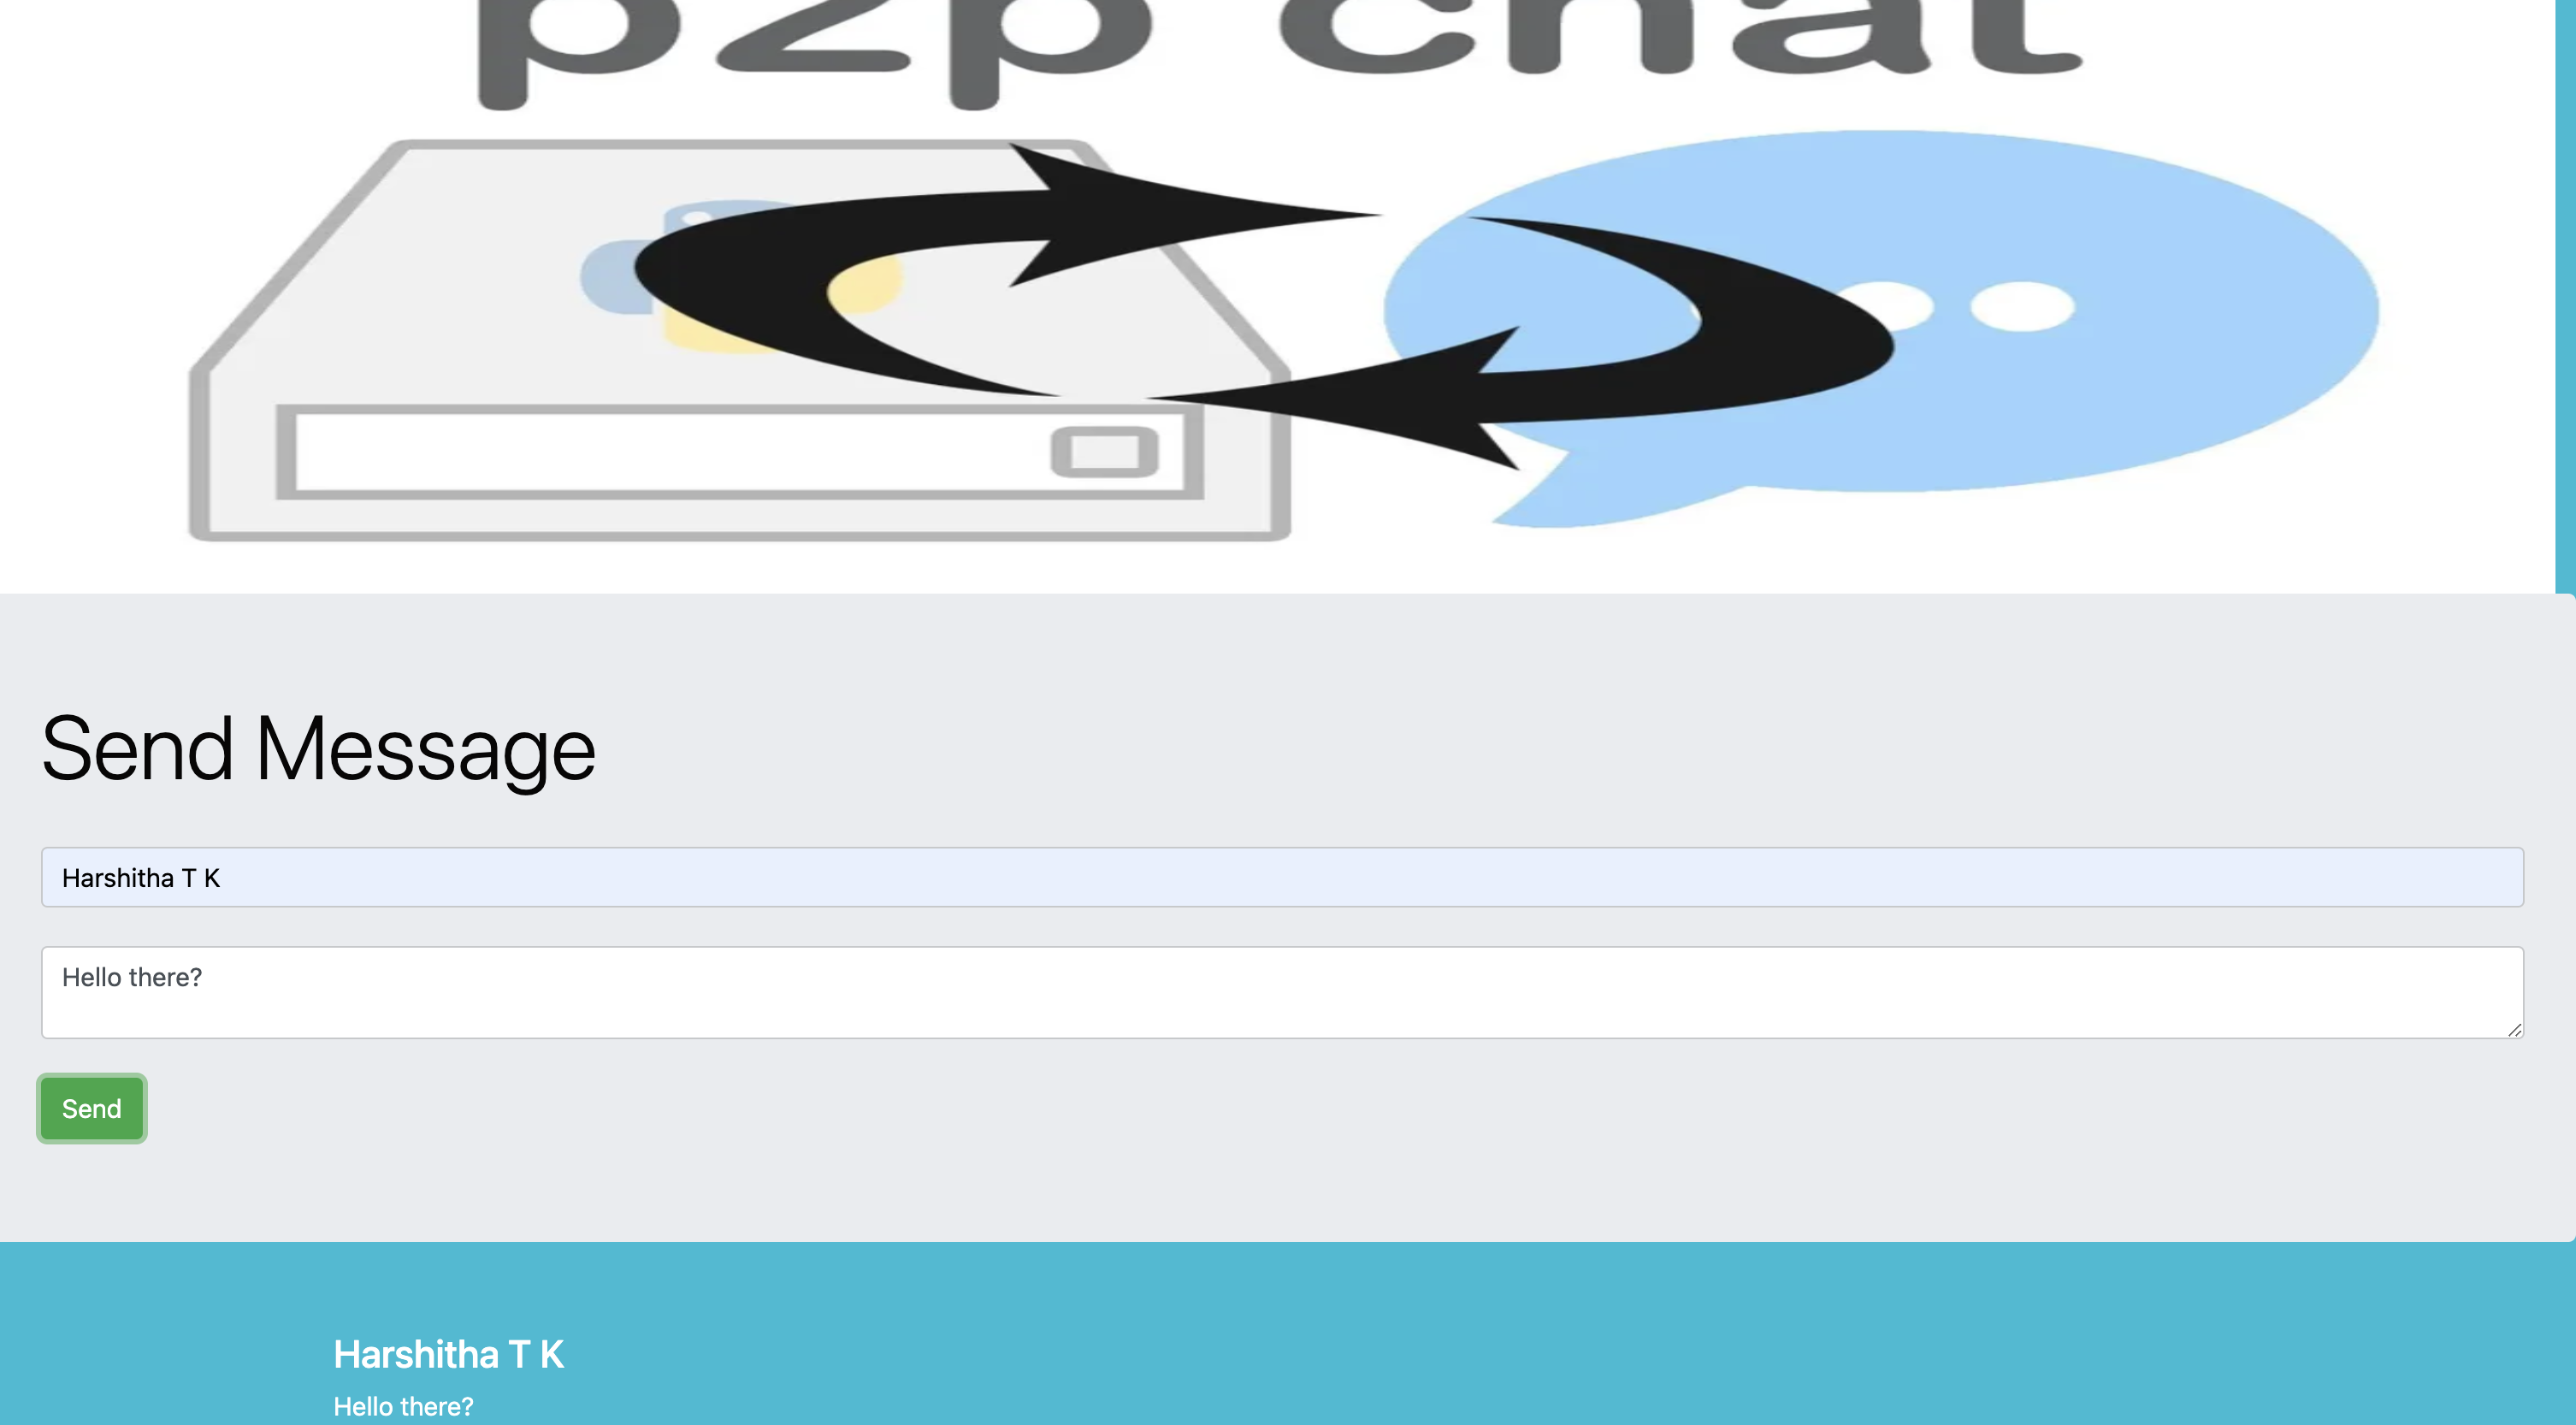 p2p chat
Send Message
Harshitha T K
Hello there?
Send
Harshitha T K
Hello there?